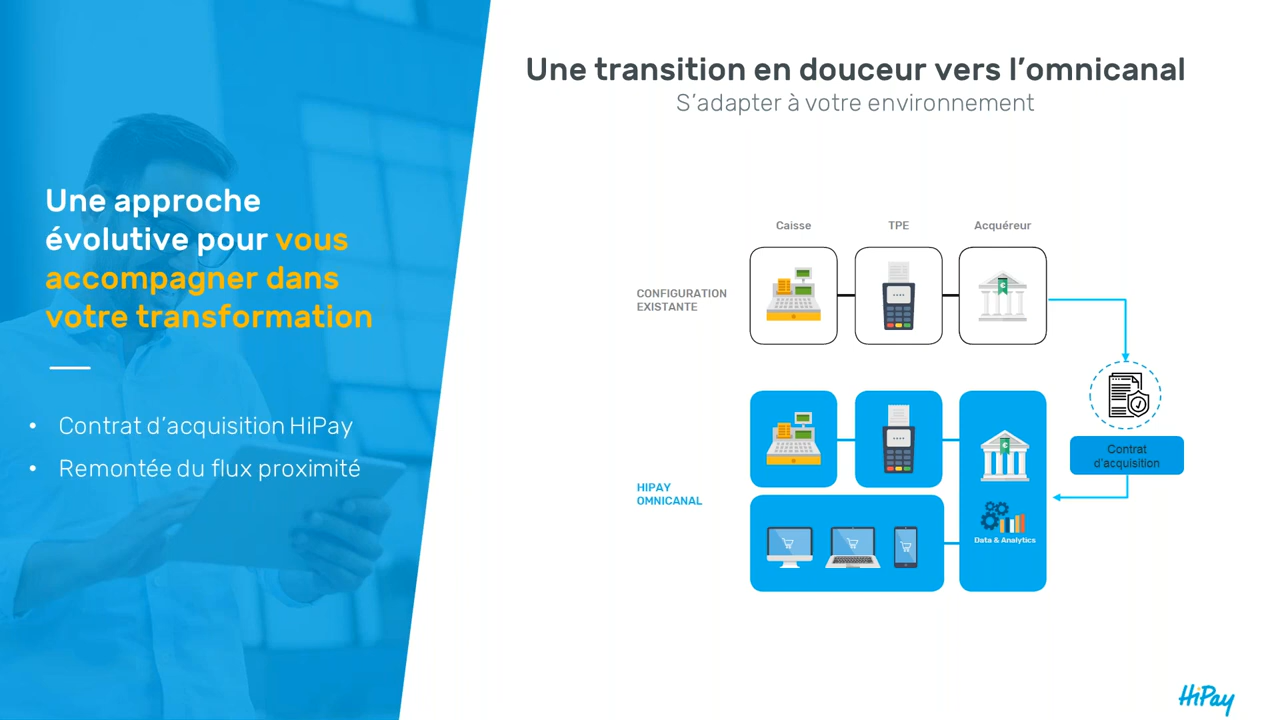 Une approche
évolutive pour vous
accompagner dans
votre transformation
• Contrat d'acquisition HiPay
• Remontée du flux proximité
Une transition en douceur vers l'omnicanal
S'adapter à votre environnement
Caisse TPE Acquéreur
CONFIGURATION
EXISTANTE
Contrat
d'acquisition
HIPAY
OMNICANAL
Data & Analytics
HiPay